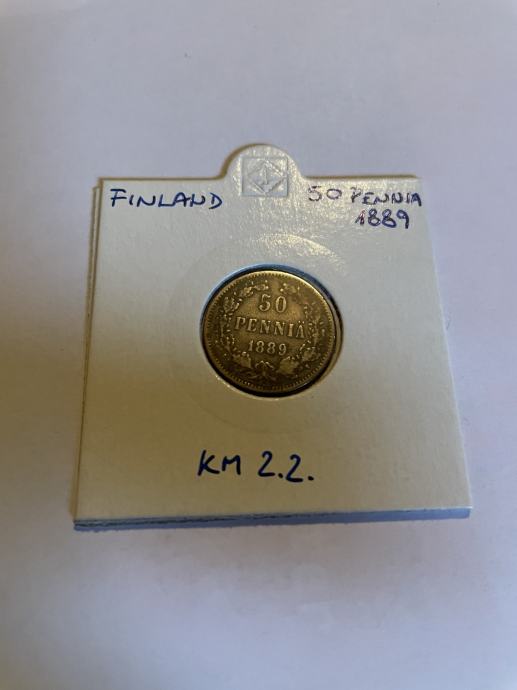 FINLAND
50 PENNIA
1889
50
PENNIÄ
1889
KM 2.2.